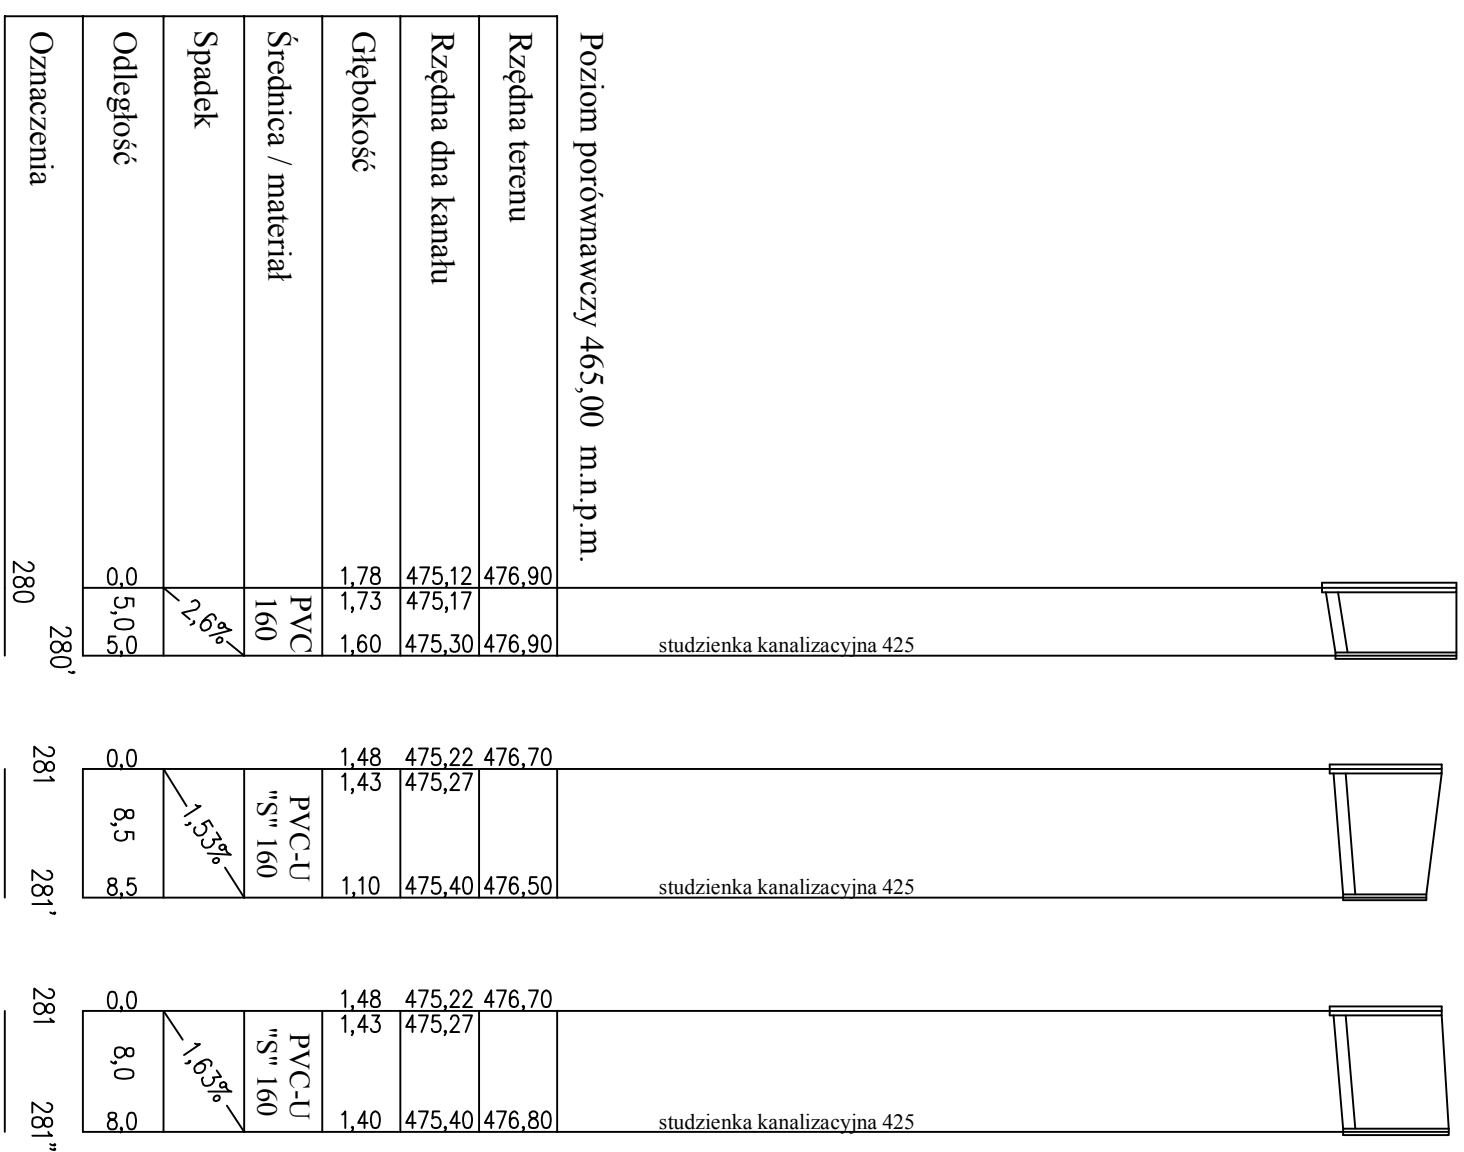 Poziom porównawczy 465,00 m.n.p.m.
Rzędna terenu
Rzędna dna kanału
Głębokość
Średnica / materiał
Spadek
Odległość
Oznaczenia
0,0 1,78 475,12 476,90
1,73 475,17
5,0 2,6% PVC 160
5,0 1,60 475,30 476,90 studzienka kanalizacyjna 425
280 280'
0,0 1,48 475,22 476,70
1,43 475,27
8,5 1,53% PVC-U "S" 160
8,5 1,10 475,40 476,50 studzienka kanalizacyjna 425
281 281'
0,0 1,48 475,22 476,70
1,43 475,27
8,0 1,63% PVC-U "S" 160
8,0 1,40 475,40 476,80 studzienka kanalizacyjna 425
281 281"